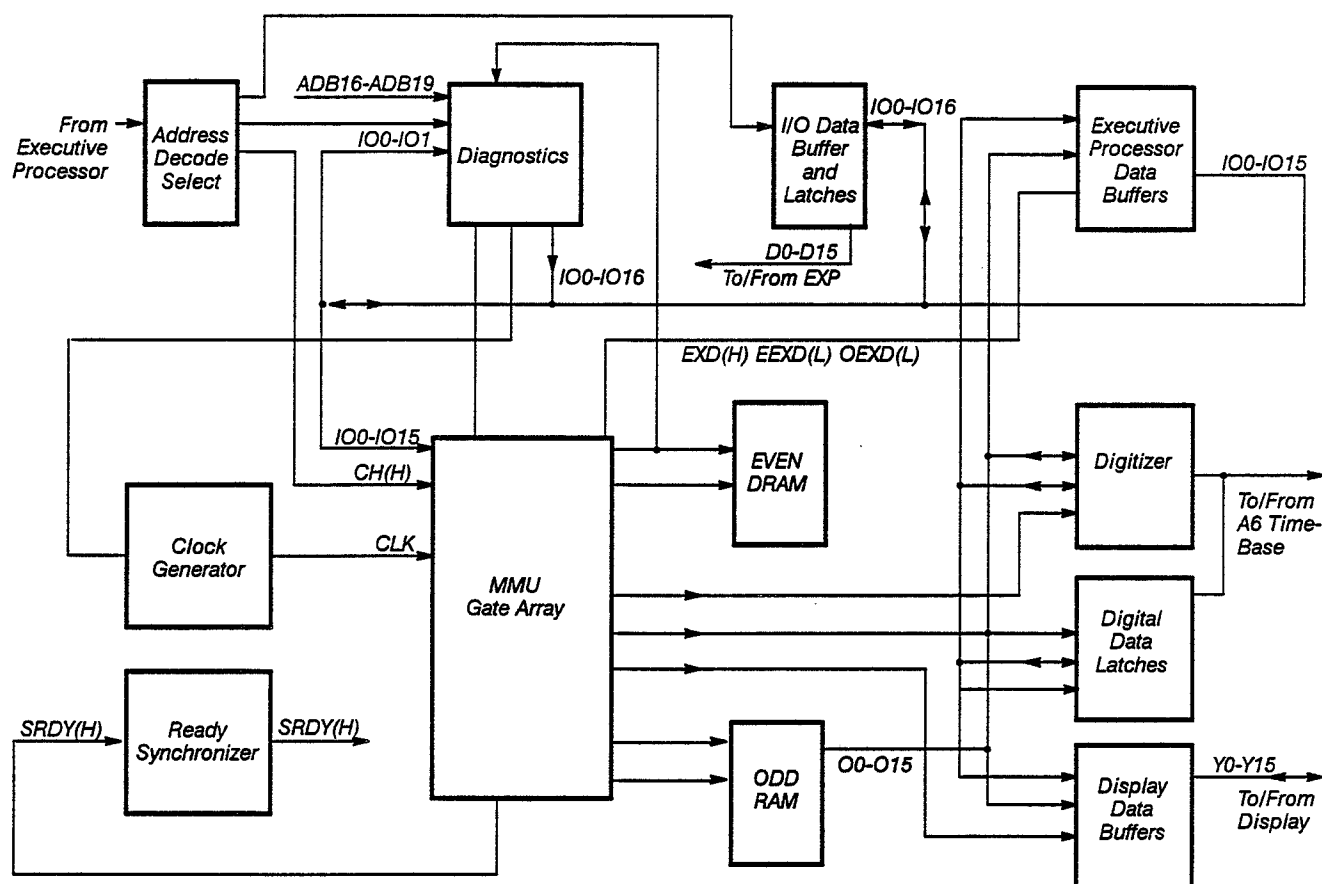 ADB16-ADB19
From
Executive
Processor
Address
Decode
Select
IO0-IO1
Diagnostics
I/O Data
Buffer
and
Latches
IO0-IO16
Executive
Processor
Data
Buffers
IO0-IO15
IO0-IO16
D0-D15
To/From EXP
EXD(H) EEXD(L) OEXD(L)
IO0-IO15
CH(H)
CLK
Clock
Generator
MMU
Gate Array
EVEN
DRAM
Digitizer
To/From
A6 Time-
Base
Digital
Data
Latches
SRDY(H)
Ready
Synchronizer
SRDY(H)
ODD
RAM
O0-O15
Display
Data
Buffers
Y0-Y15
To/From
Display